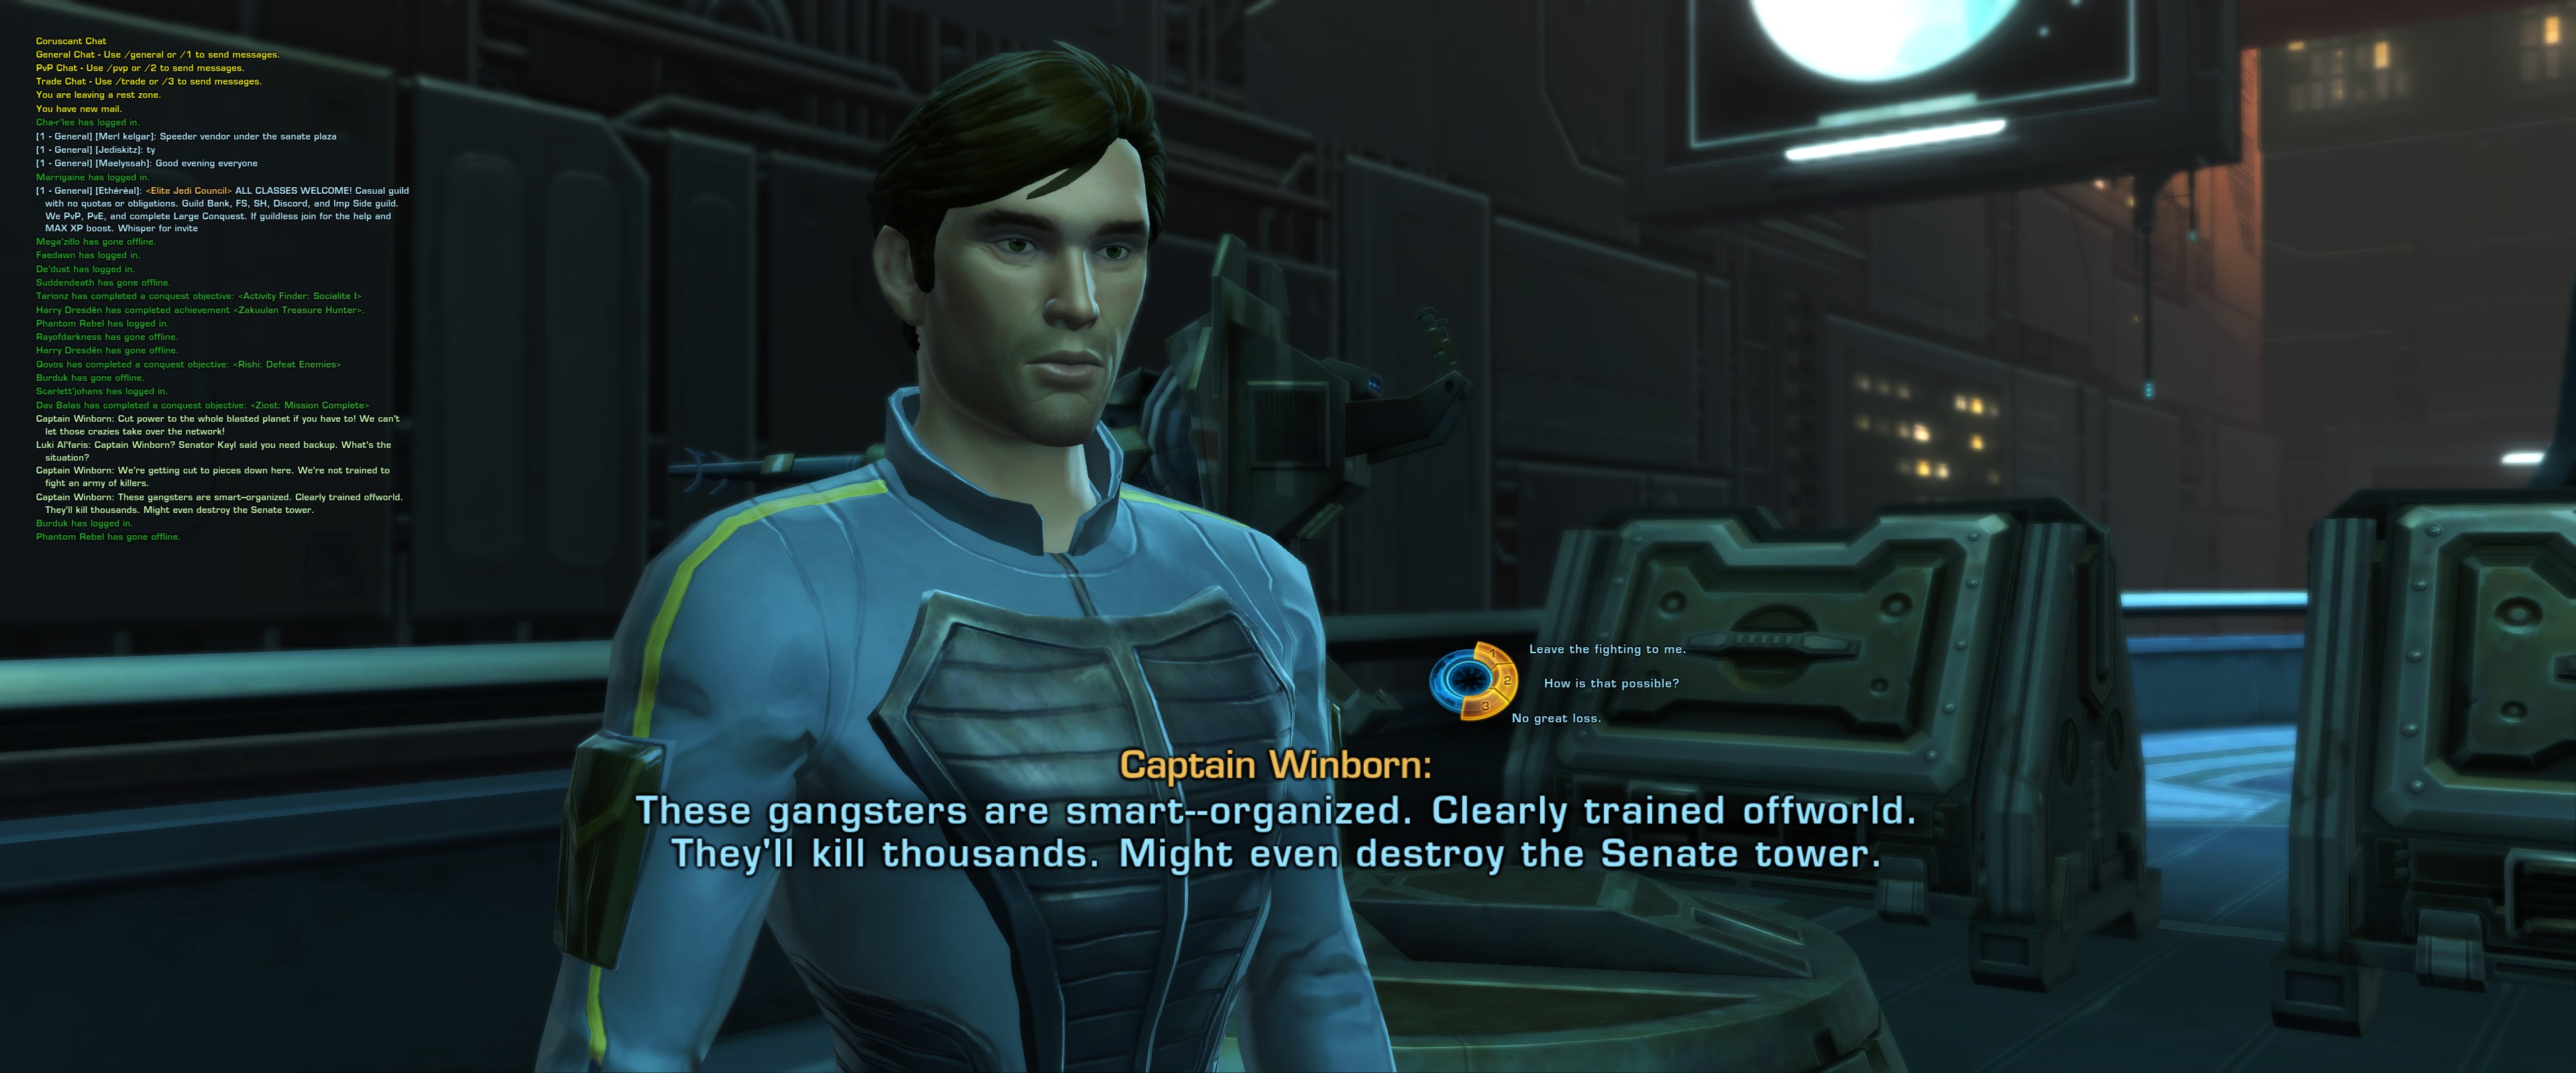 Coruscant Chat
General Chat - Use /general or /1 to send messages.
PvP Chat - Use /pvp or /2 to send messages.
Trade Chat - Use /trade or /3 to send messages.
You are leaving a rest zone.
You have new mail.
Cha-r'lee has logged in.
[1 - General] [Merl kelgar]: Speeder vendor under the sanate plaza
[1 - General] [Jediskitz]: ty
[1 - General] [Maelyssah]: Good evening everyone
Marrigaine has logged in.
[1 - General] [Ethérèal]: <Elite Jedi Council> ALL CLASSES WELCOME! Casual guild
with no quotas or obligations. Guild Bank, FS, SH, Discord, and Imp Side guild.
We PvP, PvE, and complete Large Conquest. If guildless join for the help and
MAX XP boost. Whisper for invite
Mega'zillo has gone offline.
Faedawn has logged in.
De'dust has logged in.
Suddendeath has gone offline.
Tarionz has completed a conquest objective: <Activity Finder: Socialite I>
Harry Dresdên has completed achievement <Zakuulan Treasure Hunter>.
Phantom Rebel has logged in.
Rayofdarkness has gone offline.
Harry Dresdên has gone offline.
Qovos has completed a conquest objective: <Rishi: Defeat Enemies>
Burduk has gone offline.
Scarlett'johans has logged in.
Dav Balas has completed a conquest objective: <Ziost: Mission Complete>
Captain Winborn: Cut power to the whole blasted planet if you have to! We can't
let those crazies take over the network!
Luki Al'faris: Captain Winborn? Senator Kayl said you need backup. What's the
situation?
Captain Winborn: We're getting cut to pieces down here. We're not trained to
fight an army of killers.
Captain Winborn: These gangsters are smart--organized. Clearly trained offworld.
They'll kill thousands. Might even destroy the Senate tower.
Burduk has logged in.
Phantom Rebel has gone offline.
1 Leave the fighting to me.
2 How is that possible?
3 No great loss.
Captain Winborn:
These gangsters are smart--organized. Clearly trained offworld.
They'll kill thousands. Might even destroy the Senate tower.